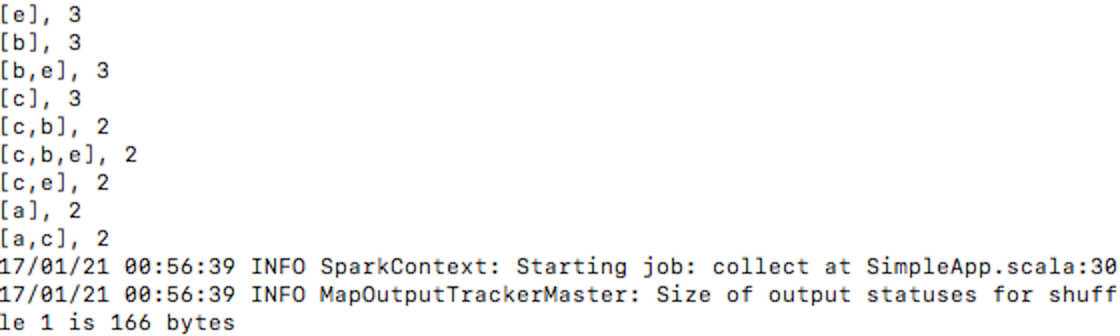 [e], 3
[b], 3
[b,e], 3
[c], 3
[c,b], 2
[c,b,e], 2
[c,e], 2
[a], 2
[a,c], 2
17/01/21 00:56:39 INFO SparkContext: Starting job: collect at SimpleApp.scala:30
17/01/21 00:56:39 INFO MapOutputTrackerMaster: Size of output statuses for shuff
le 1 is 166 bytes